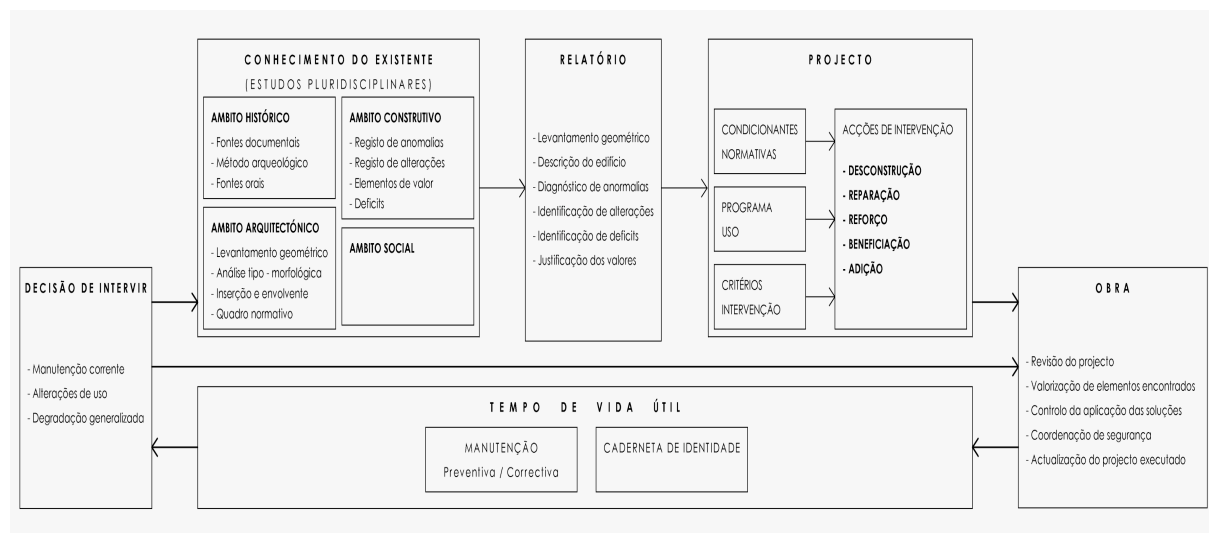 DECISÃO DE INTERVIR
- Manutenção corrente
- Alterações de uso
- Degradação generalizada
CONHECIMENTO DO EXISTENTE
(ESTUDOS PLURIDISCIPLINARES)
AMBITO HISTÓRICO
- Fontes documentais
- Método arqueológico
- Fontes orais
AMBITO ARQUITECTÓNICO
- Levantamento geométrico
- Análise tipo - morfológica
- Inserção e envolvente
- Quadro normativo
AMBITO CONSTRUTIVO
- Registo de anomalias
- Registo de alterações
- Elementos de valor
- Deficits
AMBITO SOCIAL
RELATÓRIO
- Levantamento geométrico
- Descrição do edificio
- Diagnóstico de anormalias
- Identificação de alterações
- Identificação de deficits
- Justificação dos valores
PROJECTO
CONDICIONANTES
NORMATIVAS
PROGRAMA
USO
CRITÉRIOS
INTERVENÇÃO
ACÇÕES DE INTERVENÇÃO
- DESCONSTRUÇÃO
- REPARAÇÃO
- REFORÇO
- BENEFICIAÇÃO
- ADIÇÃO
OBRA
- Revisão do projecto
- Valorização de elementos encontrados
- Controlo da aplicação das soluções
- Coordenação de segurança
- Actualização do projecto executado
TEMPO DE VIDA ÚTIL
MANUTENÇÃO
Preventiva / Correctiva
CADERNETA DE IDENTIDADE